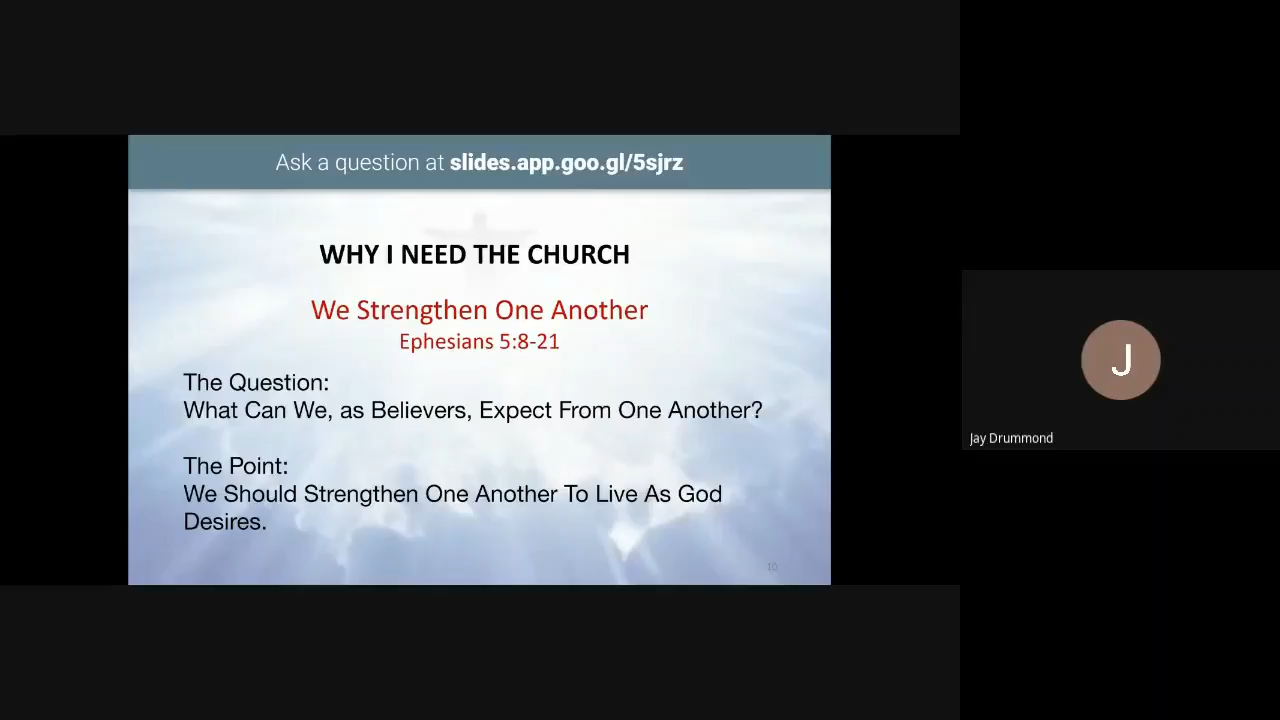 Ask a question at slides.app.goo.gl/5sjrz
WHY I NEED THE CHURCH
We Strengthen One Another
Ephesians 5:8-21
The Question:
What Can We, as Believers, Expect From One Another?
The Point:
We Should Strengthen One Another To Live As God
Desires.
10
J
Jay Drummond